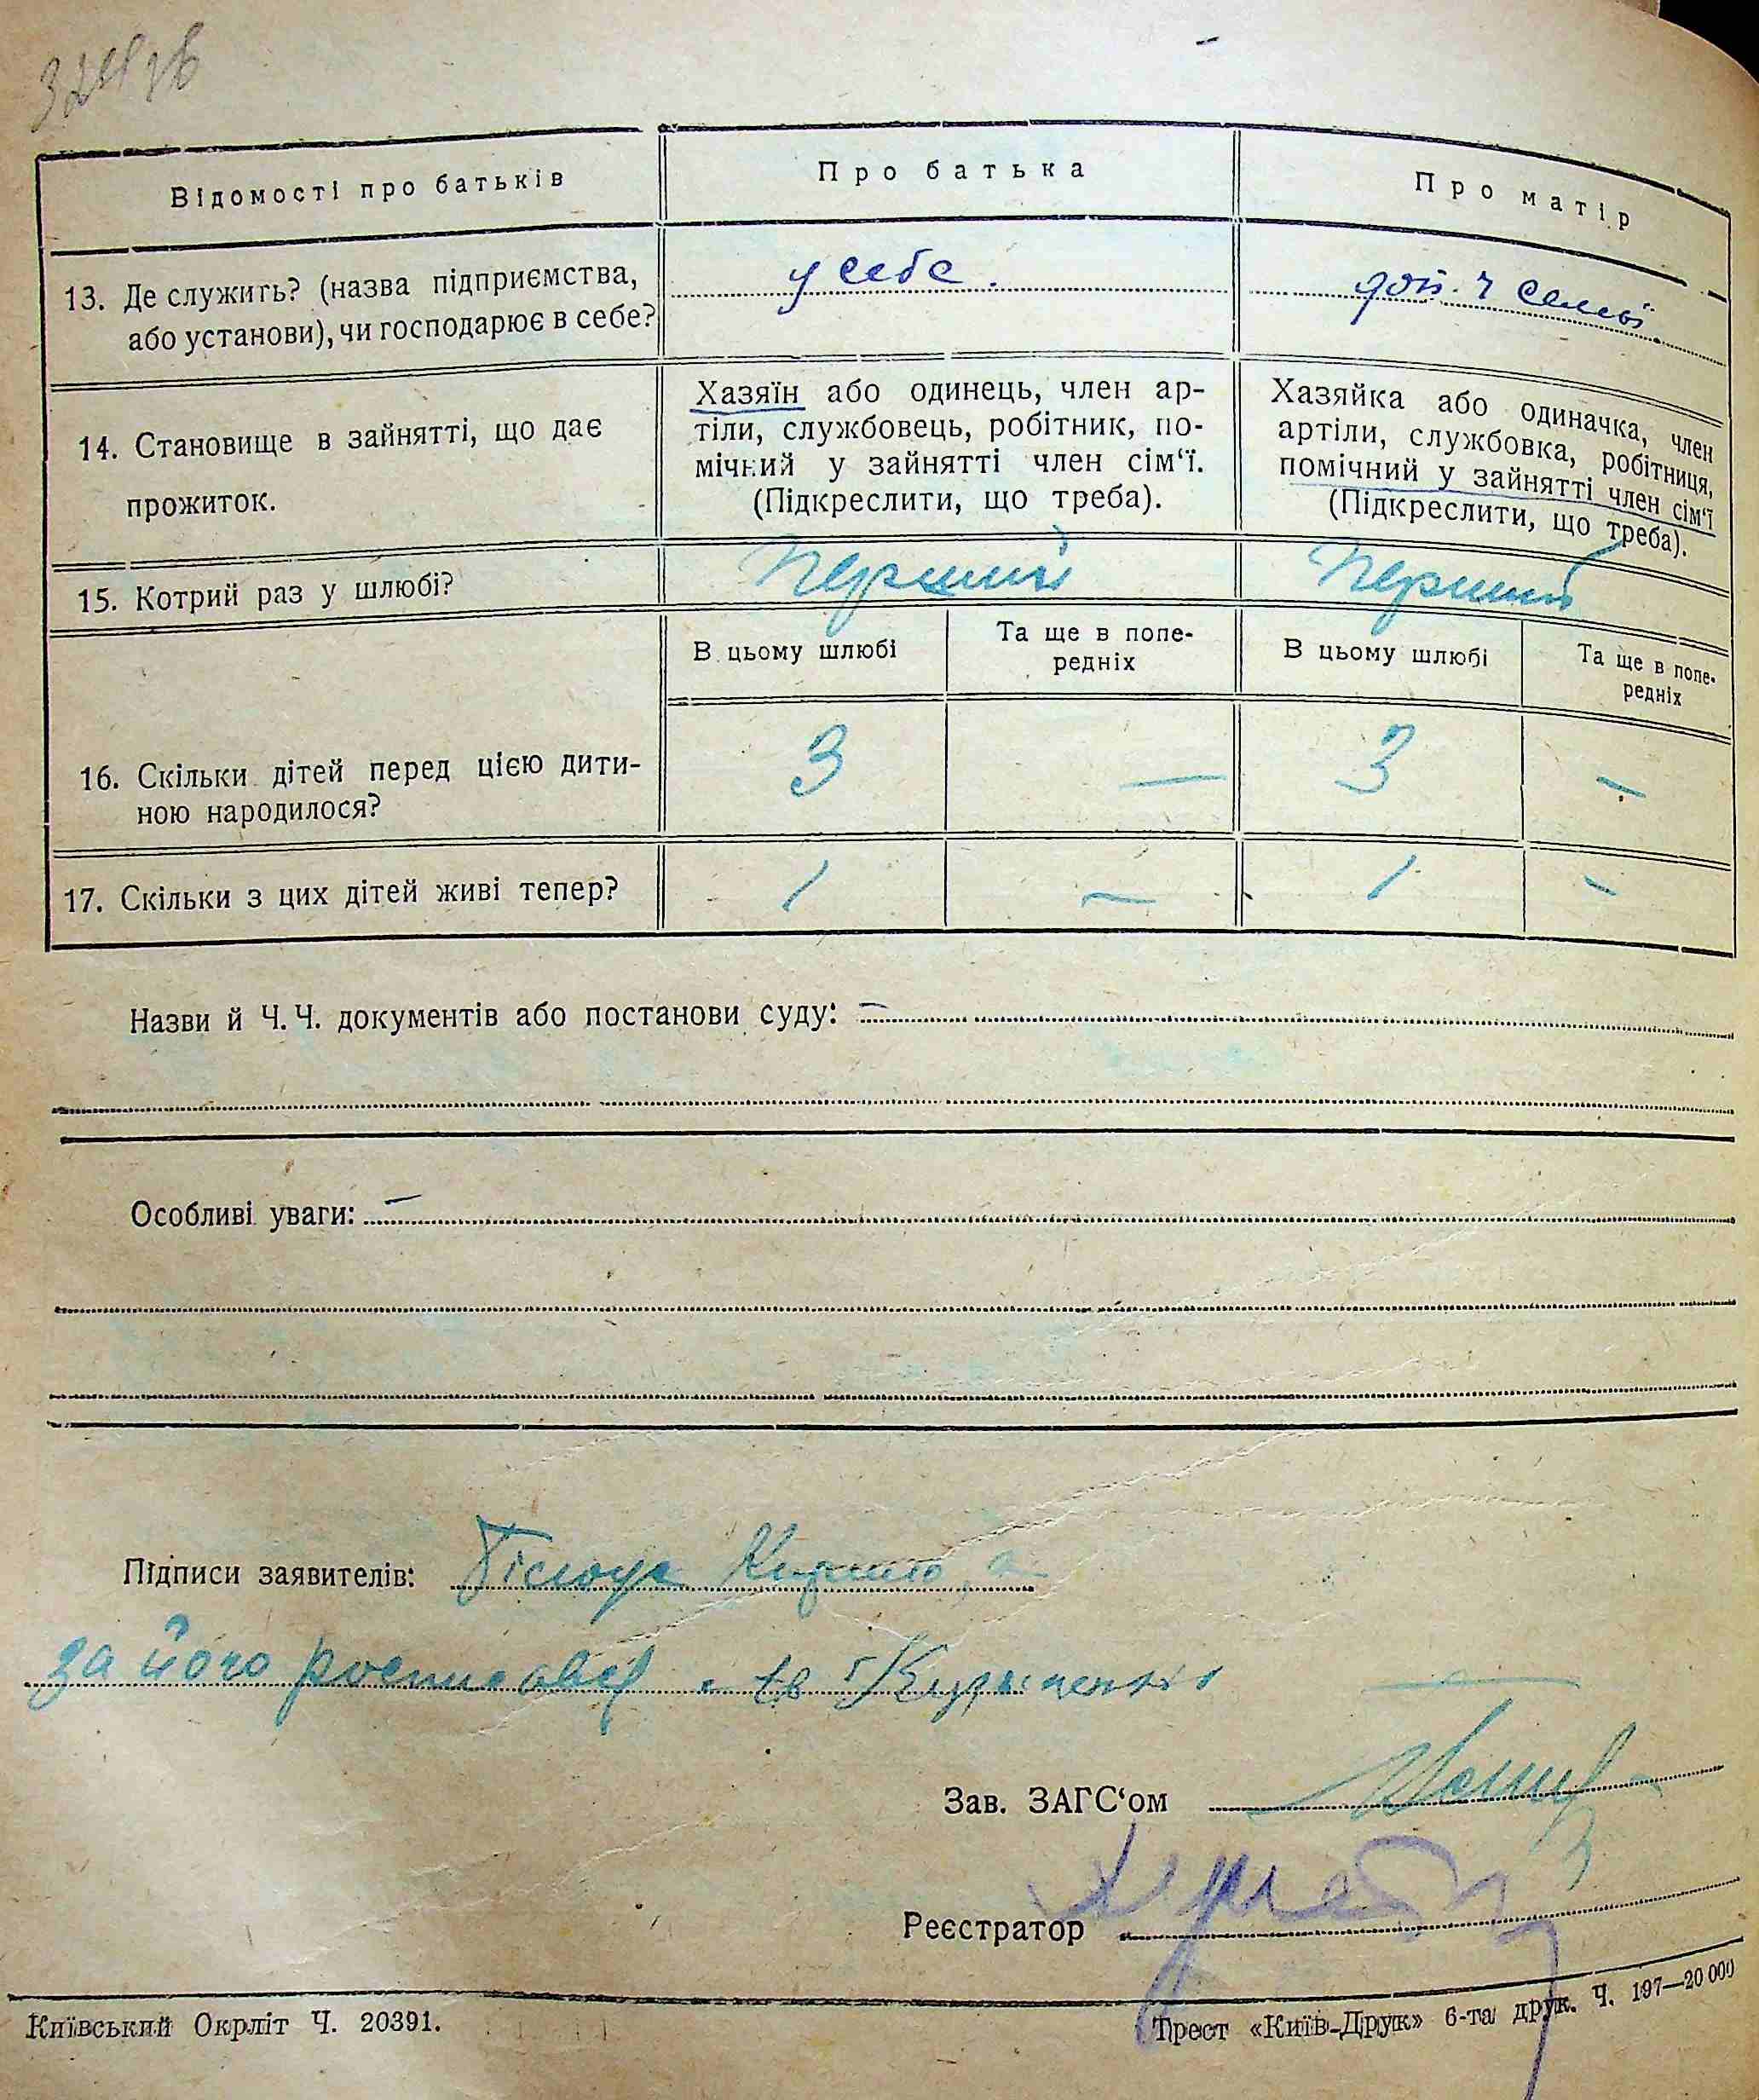 Відомості про батьків
Про батька
Про матір
13. Де служить? (назва підприємства,
або установи), чи господарює в себе?
у себе.
доп. ч семьї
14. Становище в зайнятті, що дає
прожиток.
Хазяїн або одинець, член ар-
тіли, службовець, робітник, по-
мічний у зайнятті член сім‘ї.
(Підкреслити, що треба).
Хазяйка або одиначка, член
артіли, службовка, робітниця,
помічний у зайнятті член сім‘ї
(Підкреслити, що треба).
15. Котрий раз у шлюбі?
Перший
Перший
В цьому шлюбі
Та ще в попе-
редніх
В цьому шлюбі
Та ще в попе-
редніх
16. Скільки дітей перед цією дити-
ною народилося?
3
—
3
—
17. Скільки з цих дітей живі тепер?
1
—
1
—
Назви й Ч. Ч. документів або постанови суду: —
Особливі уваги: —
Підписи заявителів:
за його росписавсь
Зав. ЗАГС‘ом
Реєстратор
Київський Окрліт Ч. 20391.
Трест «Київ-Друк» 6-та друк. Ч. 197—20 000